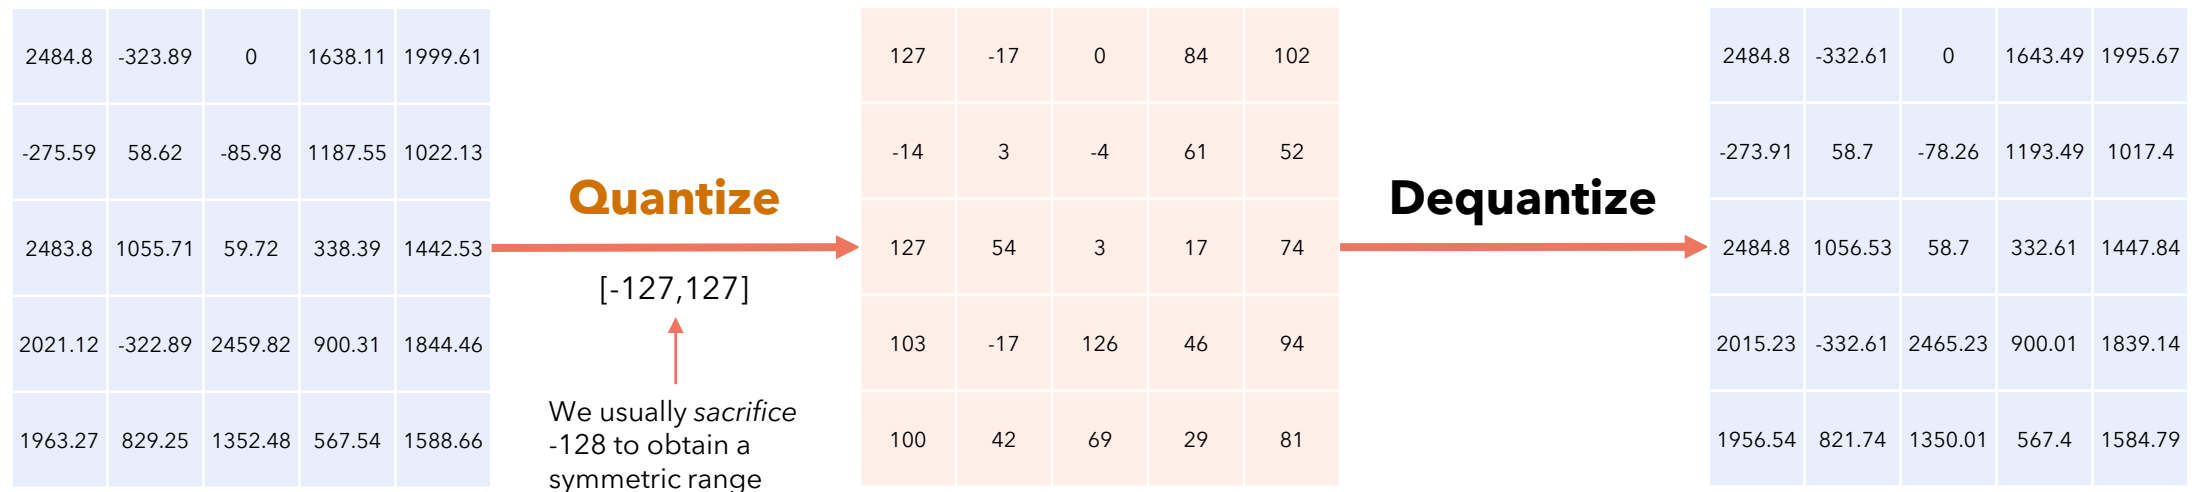 2484.8 -323.89 0 1638.11 1999.61
-275.59 58.62 -85.98 1187.55 1022.13
2483.8 1055.71 59.72 338.39 1442.53
2021.12 -322.89 2459.82 900.31 1844.46
1963.27 829.25 1352.48 567.54 1588.66
Quantize
[-127,127]
We usually sacrifice
-128 to obtain a
symmetric range
127 -17 0 84 102
-14 3 -4 61 52
127 54 3 17 74
103 -17 126 46 94
100 42 69 29 81
Dequantize
2484.8 -332.61 0 1643.49 1995.67
-273.91 58.7 -78.26 1193.49 1017.4
2484.8 1056.53 58.7 332.61 1447.84
2015.23 -332.61 2465.23 900.01 1839.14
1956.54 821.74 1350.01 567.4 1584.79